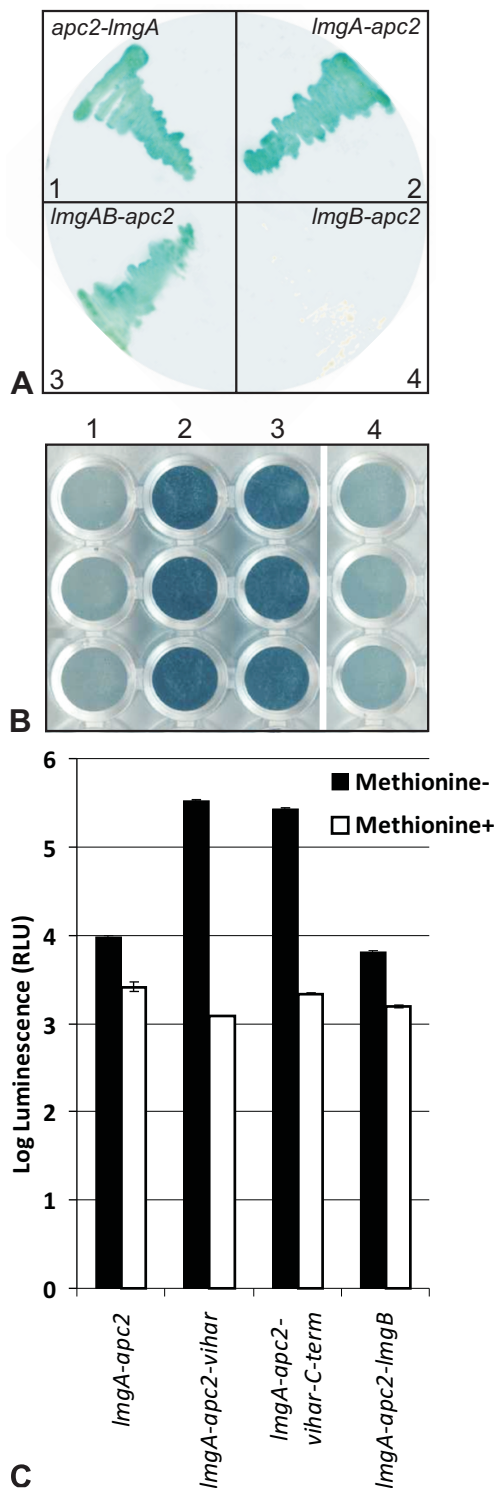 apc2-lmgA
lmgA-apc2
1
2
lmgAB-apc2
lmgB-apc2
3
4
A
1 2 3 4
B
6
5
4
3
2
1
0
Log Luminescence (RLU)
Methionine-
Methionine+
lmgA-apc2
lmgA-apc2-vihar
lmgA-apc2-
vihar-C-term
lmgA-apc2-lmgB
C